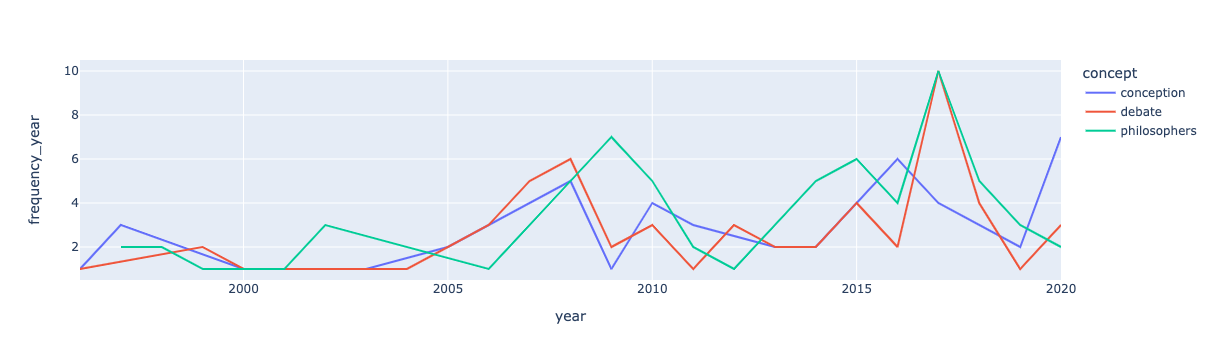 concept
conception
debate
philosophers
frequency_year
10
8
6
4
2
2000
2005
2010
2015
2020
year